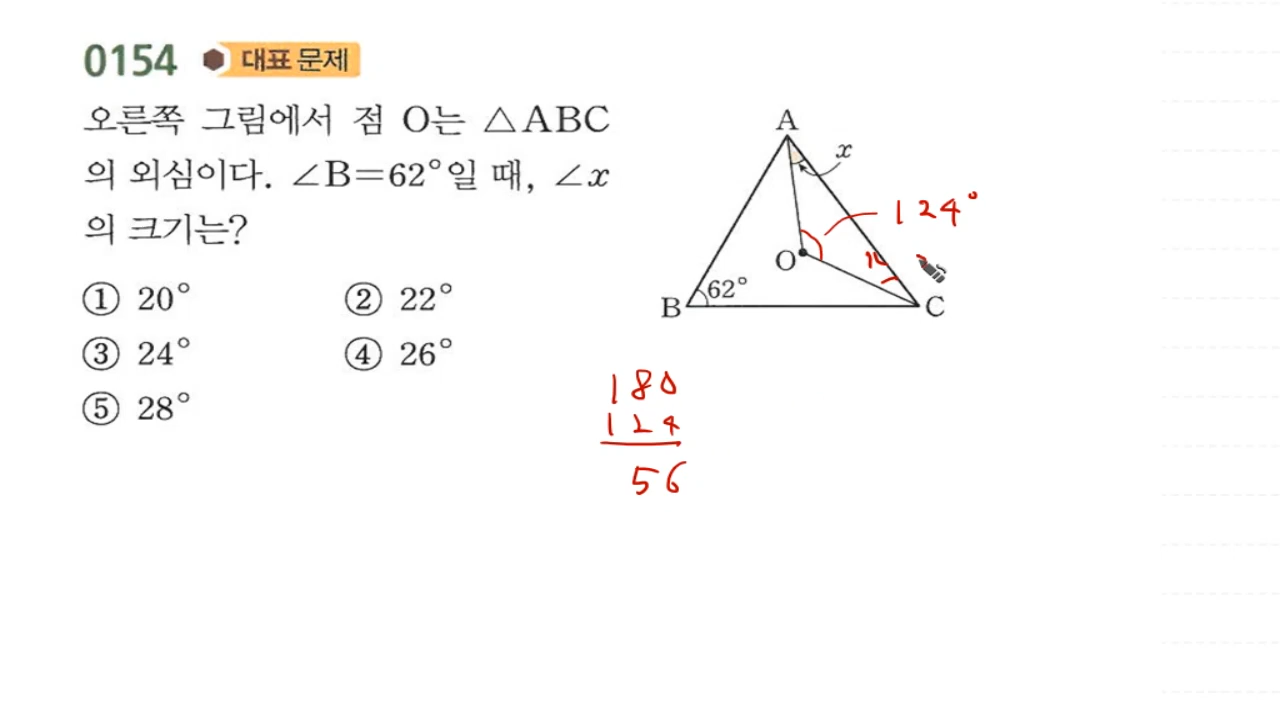 0154 대표 문제
오른쪽 그림에서 점 O는 △ABC
의 외심이다. ∠B=62°일 때, ∠x
의 크기는?
① 20° ② 22°
③ 24° ④ 26°
⑤ 28°
A
x
124°
O
B
62°
C
180
124
56